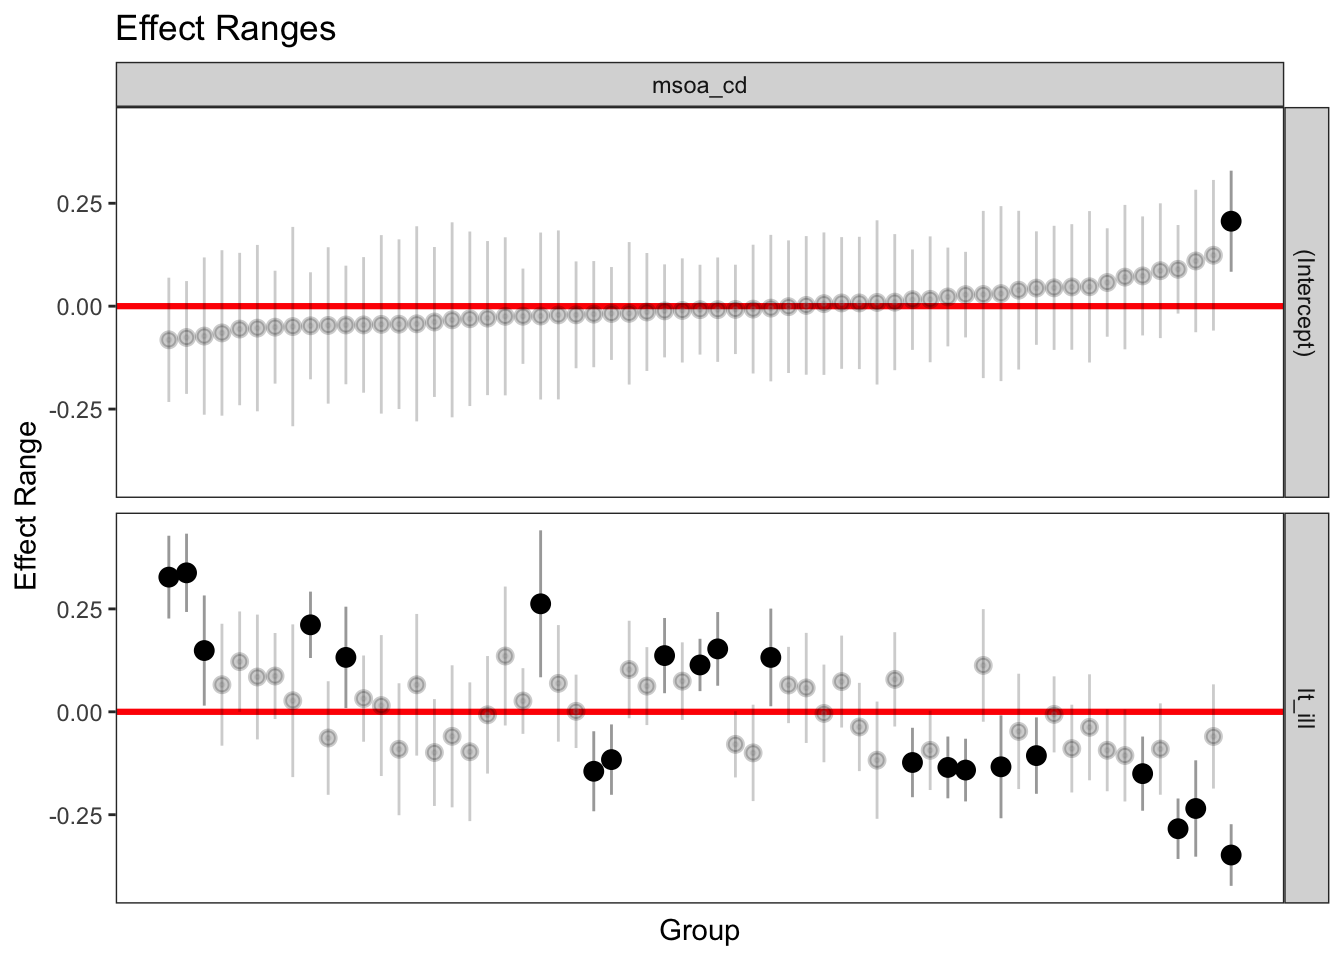 Effect Ranges
msoa_cd
Effect Range
0.25
0.00
-0.25
(Intercept)
0.25
0.00
-0.25
lt_ill
Group